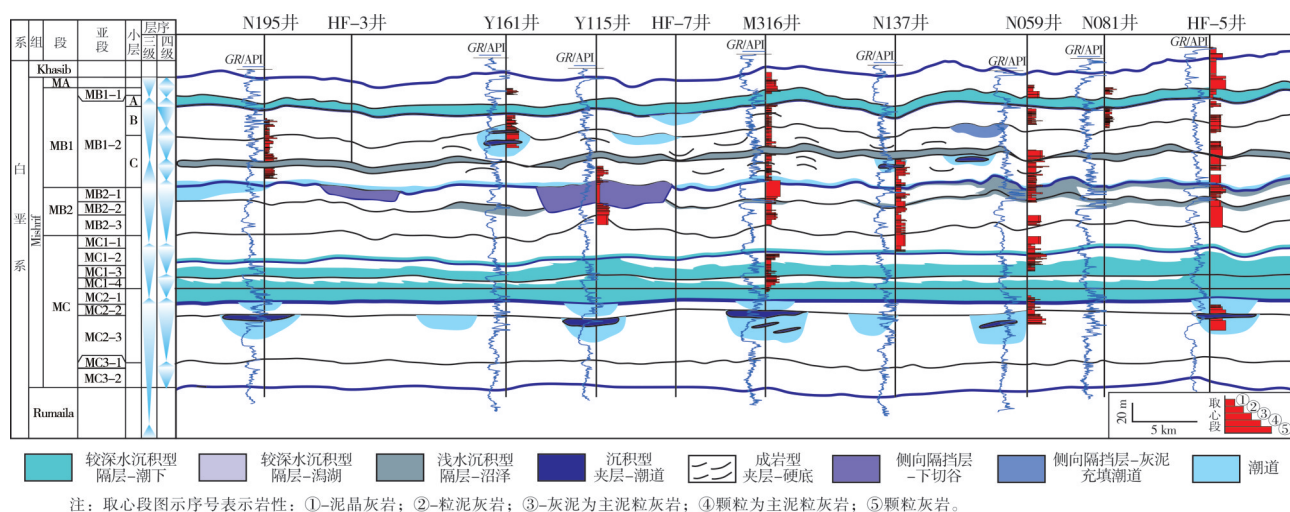 N195井 HF-3井 Y161井 Y115井 HF-7井 M316井 N137井 N059井 N081井 HF-5井
系 组 段 亚段 小层 层序
三级 四级
GR/API GR/API GR/API GR/API GR/API GR/API GR/API GR/API
Khasib
MA
MB1-1
A
B
MB1 MB1-2
C
白垩系
Mishrif
MB2-1
MB2 MB2-2
MB2-3
MC1-1
MC1-2
MC1-3
MC1-4
MC MC2-1
MC2-2
MC2-3
MC3-1
MC3-2
Rumaila
20 m
5 km
取心段
①
②
③
④
⑤
较深水沉积型隔层-潮下
较深水沉积型隔层-潟湖
浅水沉积型隔层-沼泽
沉积型夹层-潮道
成岩型夹层-硬底
侧向隔挡层-下切谷
侧向隔挡层-灰泥充填潮道
潮道
注：取心段图示序号表示岩性：①-泥晶灰岩；②-粒泥灰岩；③-灰泥为主泥粒灰岩；④颗粒为主泥粒灰岩；⑤颗粒灰岩。